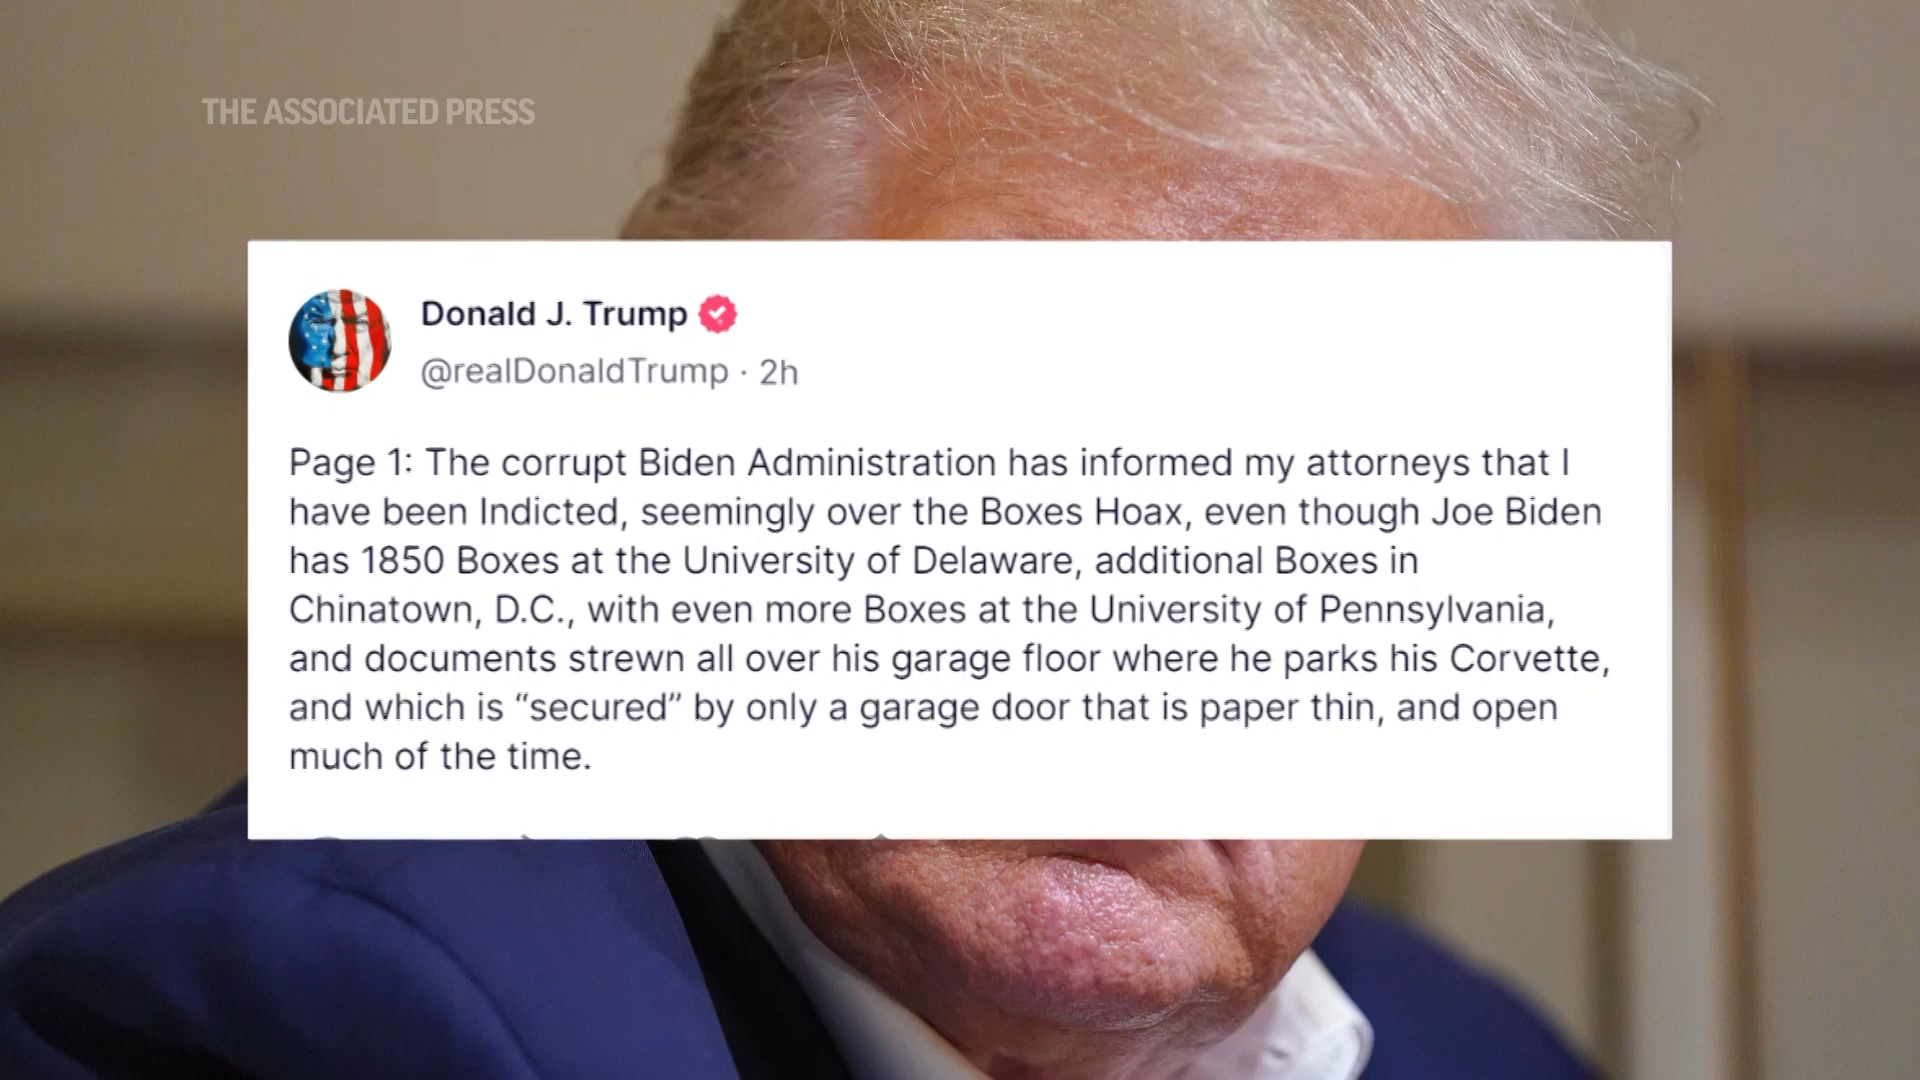 THE ASSOCIATED PRESS
Donald J. Trump
@realDonaldTrump · 2h
Page 1: The corrupt Biden Administration has informed my attorneys that I
have been Indicted, seemingly over the Boxes Hoax, even though Joe Biden
has 1850 Boxes at the University of Delaware, additional Boxes in
Chinatown, D.C., with even more Boxes at the University of Pennsylvania,
and documents strewn all over his garage floor where he parks his Corvette,
and which is “secured” by only a garage door that is paper thin, and open
much of the time.